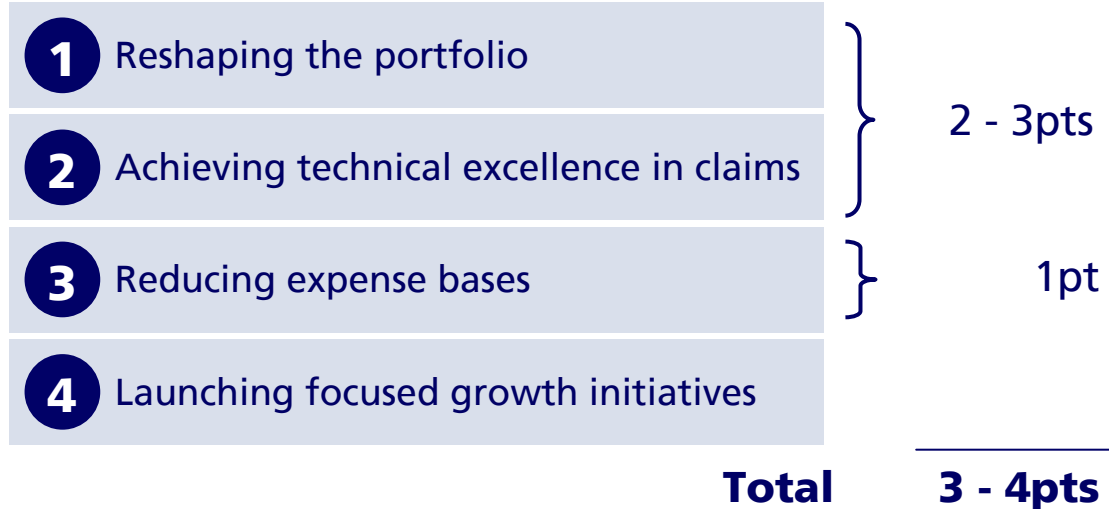 1 Reshaping the portfolio
2 Achieving technical excellence in claims
2 - 3pts
3 Reducing expense bases
1pt
4 Launching focused growth initiatives
Total 3 - 4pts